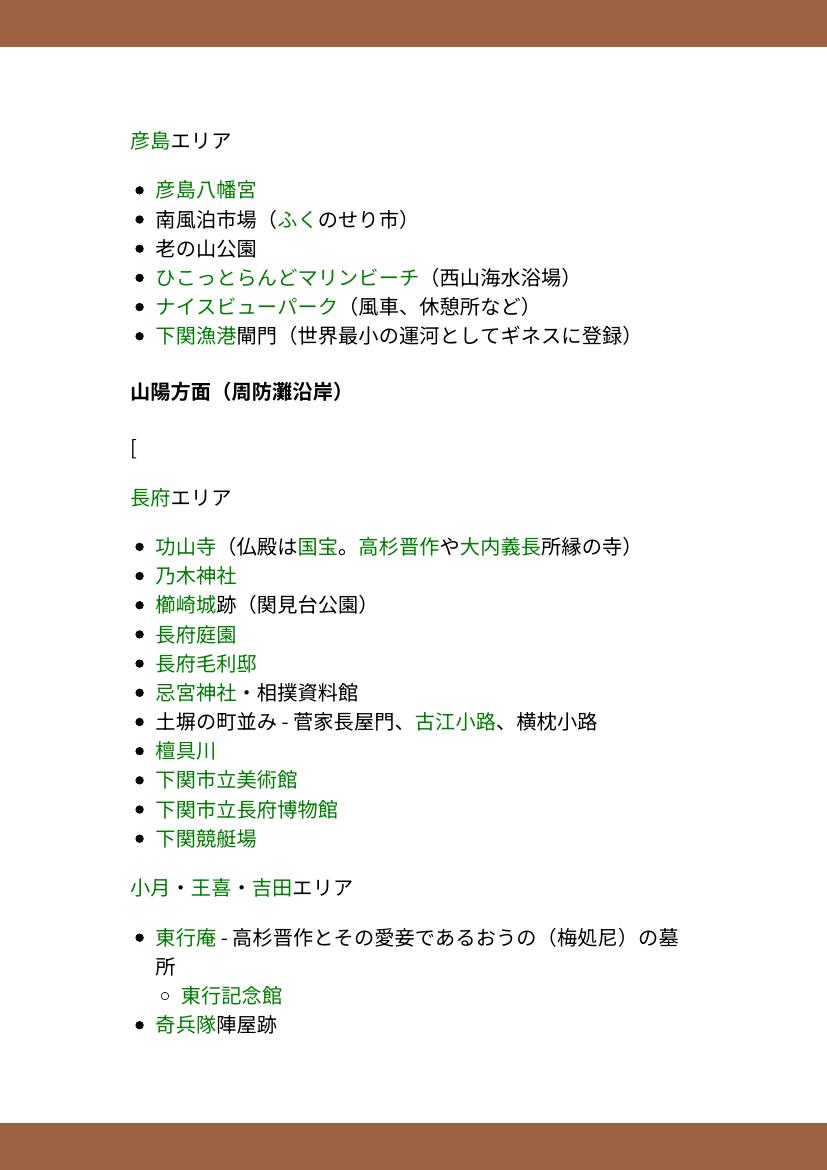 彦島エリア
• 彦島八幡宮
• 南風泊市場（ふくのせり市）
• 老の山公園
• ひこっとらんどマリンビーチ（西山海水浴場）
• ナイスビューパーク（風車、休憩所など）
• 下関漁港閘門（世界最小の運河としてギネスに登録）
山陽方面（周防灘沿岸）
[
長府エリア
• 功山寺（仏殿は国宝。高杉晋作や大内義長所縁の寺）
• 乃木神社
• 櫛崎城跡（関見台公園）
• 長府庭園
• 長府毛利邸
• 忌宮神社・相撲資料館
• 土塀の町並み - 菅家長屋門、古江小路、横枕小路
• 檀具川
• 下関市立美術館
• 下関市立長府博物館
• 下関競艇場
小月・王喜・吉田エリア
• 東行庵 - 高杉晋作とその愛妾であるおうの（梅処尼）の墓
所
○ 東行記念館
• 奇兵隊陣屋跡